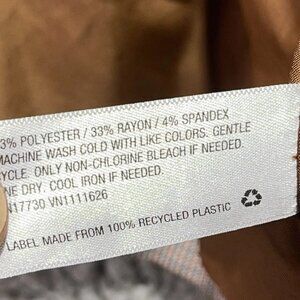 3% POLYESTER / 33% RAYON / 4% SPANDEX
MACHINE WASH COLD WITH LIKE COLORS. GENTLE
YCLE. ONLY NON-CHLORINE BLEACH IF NEEDED.
NE DRY. COOL IRON IF NEEDED.
17730 VN1111626
LABEL MADE FROM 100% RECYCLED PLASTIC